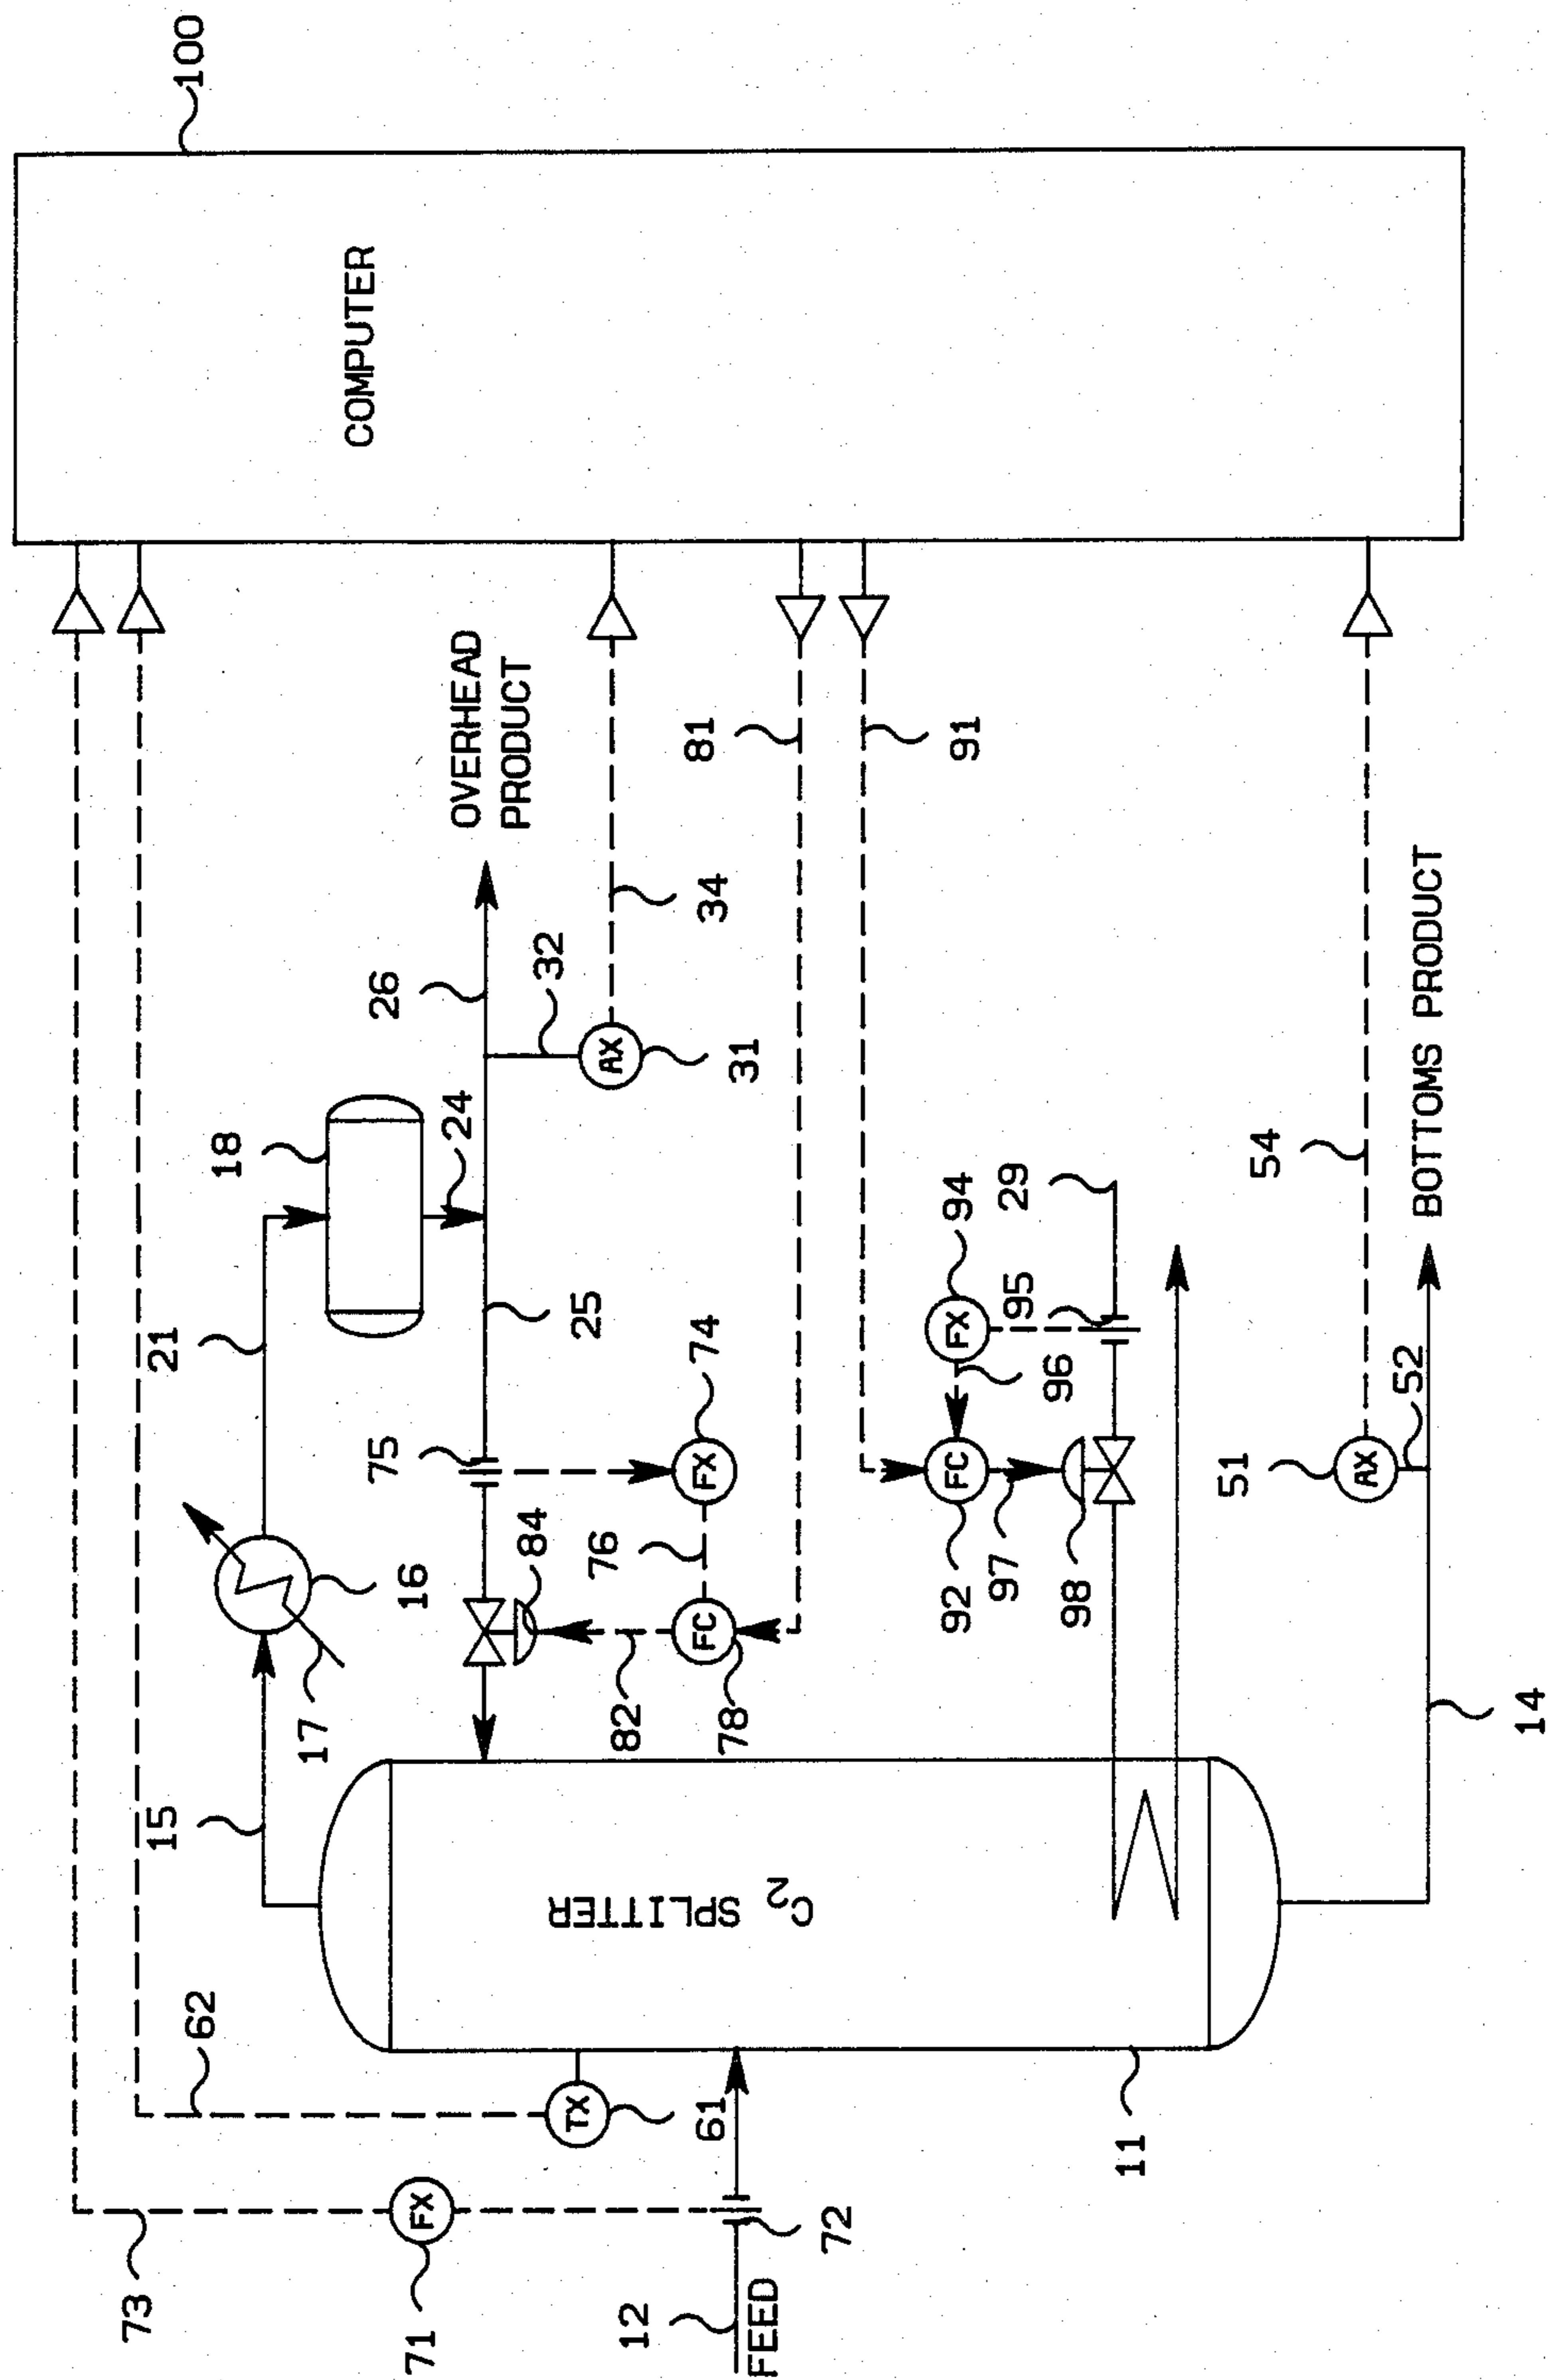 73
15
21
100
62
18
17
COMPUTER
16
75
26
71
FX
24
OVERHEAD
PRODUCT
84
32
TX
AX
25
76
82
12
C2 SPLITTER
81
FC
FX
74
34
61
78
31
FEED
72
FC
FX
94
91
92
97
29
95
96
98
11
51
54
AX
52
BOTTOMS PRODUCT
14